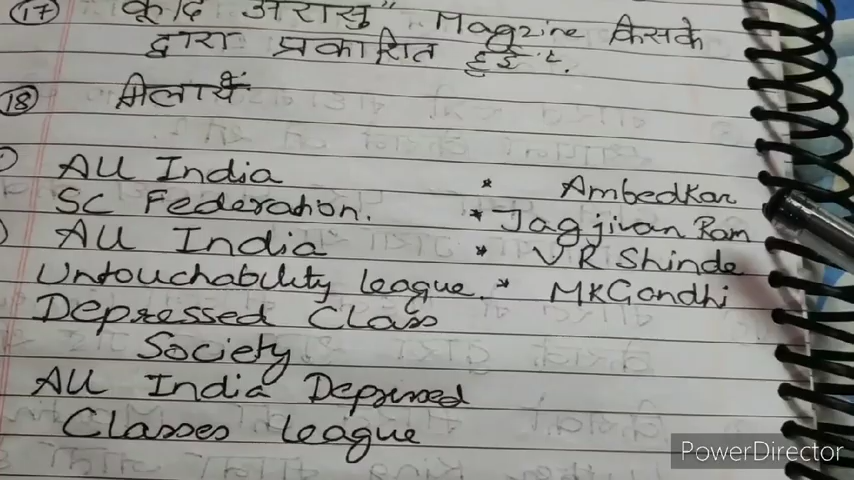 (17) कूदि अरासु" Magzine किसके
द्वारा प्रकाशित हुई थे.
(18) मिलाये
All India
SC Federation.
All India
Untouchability league.
Depressed Class
Society
All India Depressed
Classes league
* Ambedkar
* Jagjivan Ram
* V R Shinde
* MKGandhi
PowerDirector